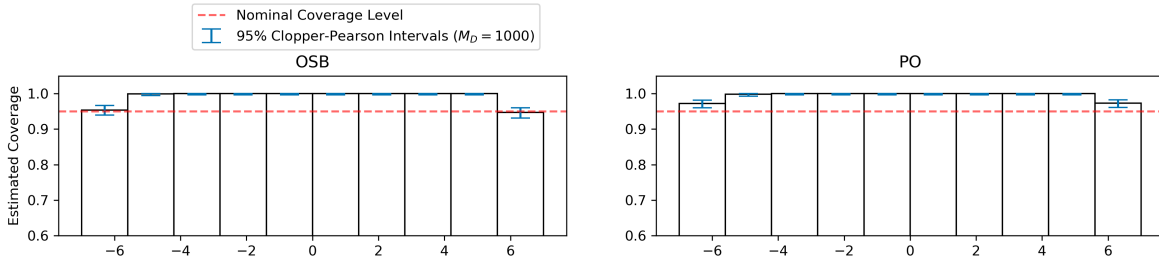 Nominal Coverage Level
95% Clopper-Pearson Intervals (M_D = 1000)
OSB
PO
Estimated Coverage
1.0
0.9
0.8
0.7
0.6
−6 −4 −2 0 2 4 6
1.0
0.9
0.8
0.7
0.6
−6 −4 −2 0 2 4 6